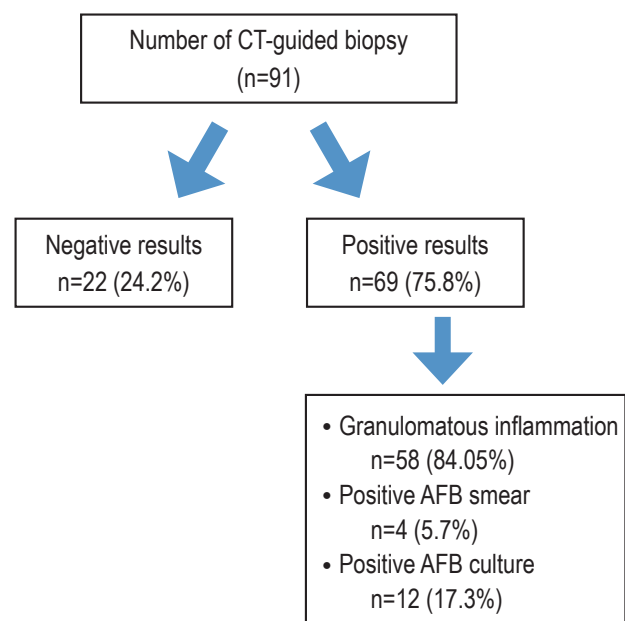 Number of CT-guided biopsy
(n=91)
Negative results
n=22 (24.2%)
Positive results
n=69 (75.8%)
• Granulomatous inflammation
n=58 (84.05%)
• Positive AFB smear
n=4 (5.7%)
• Positive AFB culture
n=12 (17.3%)